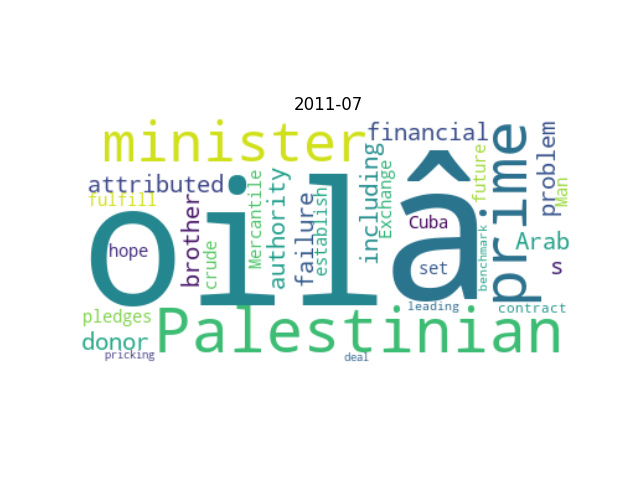 2011-07
minister
financial
prime
problem
attributed
including
Exchange
future
Man
fulfill
oil
â
brother
crude
Mercantile
authority
failure
establish
hope
Cuba
set
benchmark
Arab
s
pledges
Palestinian
leading
contract
donor
pricking
deal